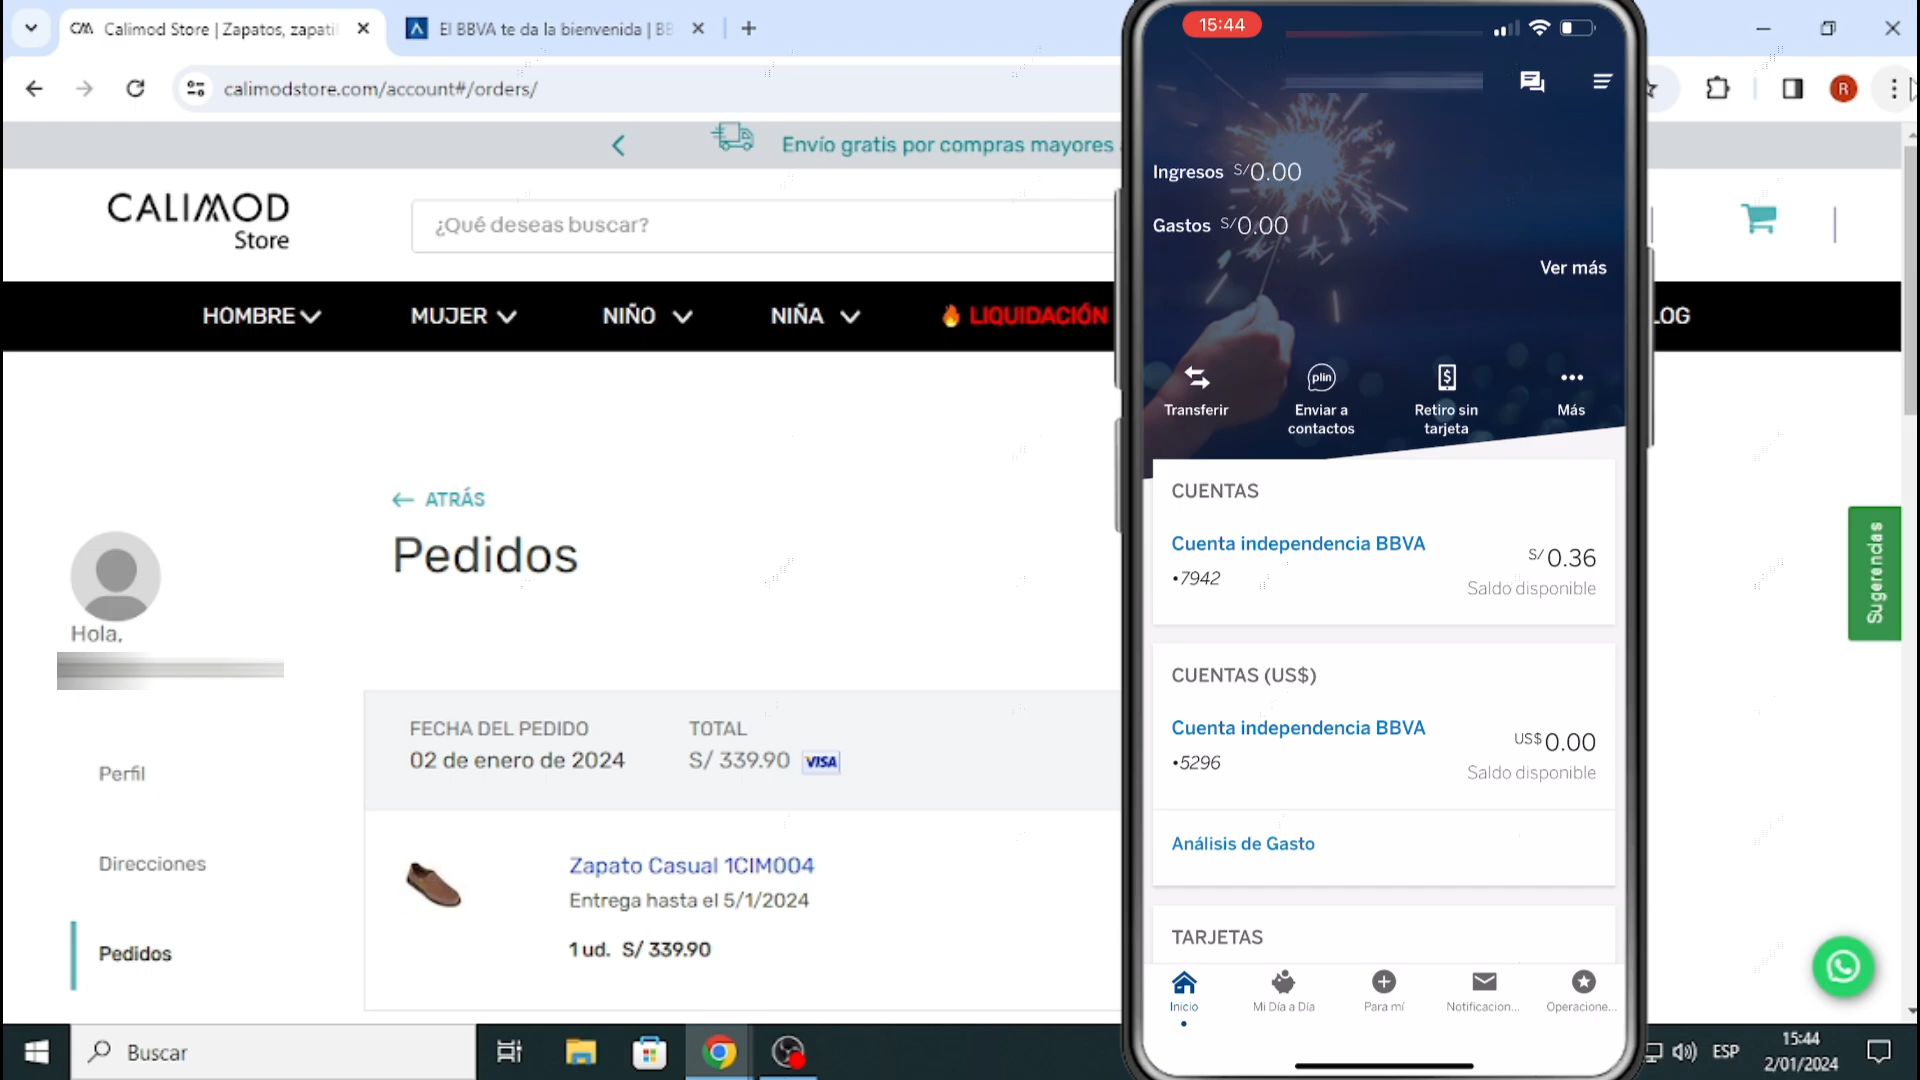 Calimod Store | Zapatos, zapati
El BBVA te da la bienvenida | BB
calimodstore.com/account#/orders/
R
Envío gratis por compras mayores
CALIMOD
Store
¿Qué deseas buscar?
HOMBRE
MUJER
NIÑO
NIÑA
LIQUIDACIÓN
LOG
ATRÁS
Pedidos
Hola,
Perfil
Direcciones
Pedidos
FECHA DEL PEDIDO
TOTAL
02 de enero de 2024
S/ 339.90 VISA
Zapato Casual 1CIM004
Entrega hasta el 5/1/2024
1 ud. S/ 339.90
Sugerencias
15:44
Ingresos S/0.00
Gastos S/0.00
Ver más
plin
Transferir
Enviar a
contactos
Retiro sin
tarjeta
Más
CUENTAS
Cuenta independencia BBVA
•7942
S/0.36
Saldo disponible
CUENTAS (US$)
Cuenta independencia BBVA
•5296
US$0.00
Saldo disponible
Análisis de Gasto
TARJETAS
Inicio
Mi Día a Día
Para mí
Notificacion...
Operacione...
Buscar
ESP
15:44
2/01/2024